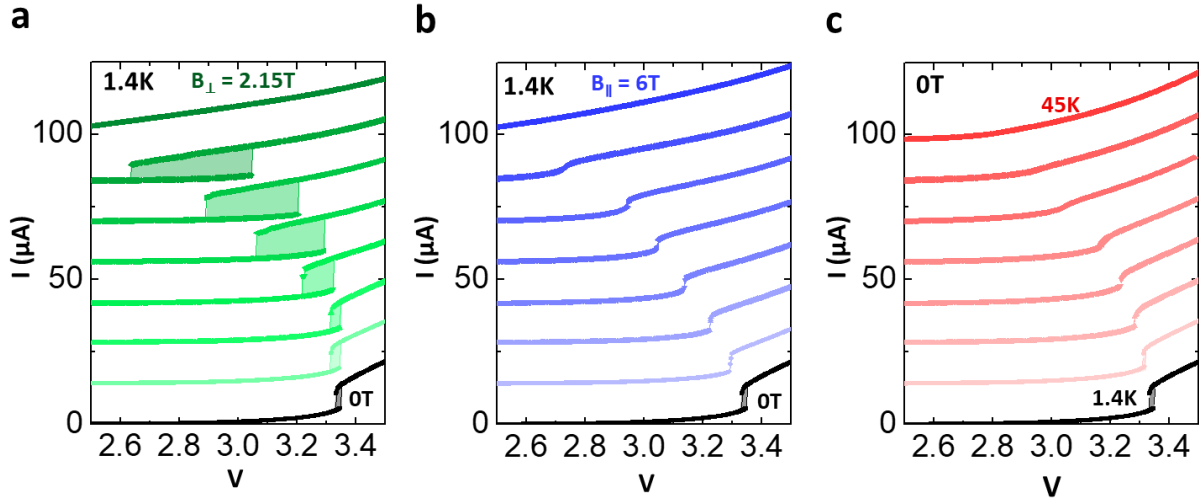 a
b
c
1.4K
B⊥ = 2.15T
1.4K
B∥ = 6T
0T
45K
I (μA)
100
50
0
0T
I (μA)
100
50
0
0T
I (μA)
100
50
0
1.4K
2.6 2.8 3.0 3.2 3.4
2.6 2.8 3.0 3.2 3.4
2.6 2.8 3.0 3.2 3.4
V
V
V